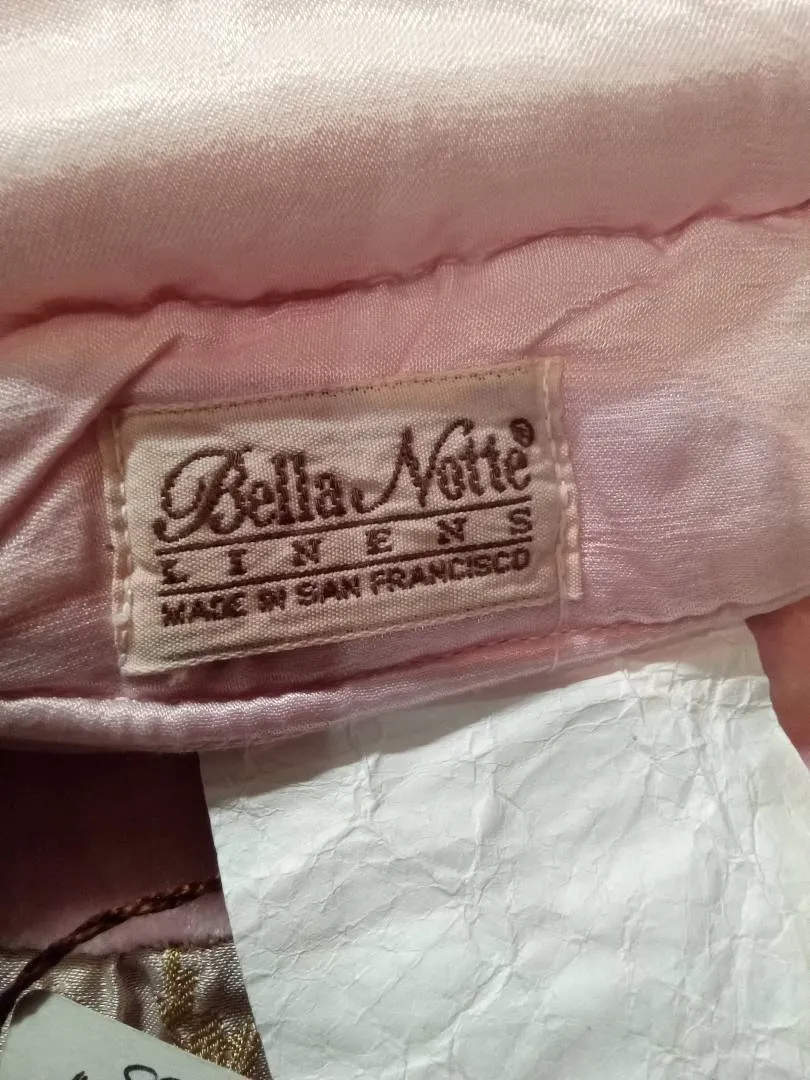 Bella Notte®
LINENS
MADE IN SAN FRANCISCO